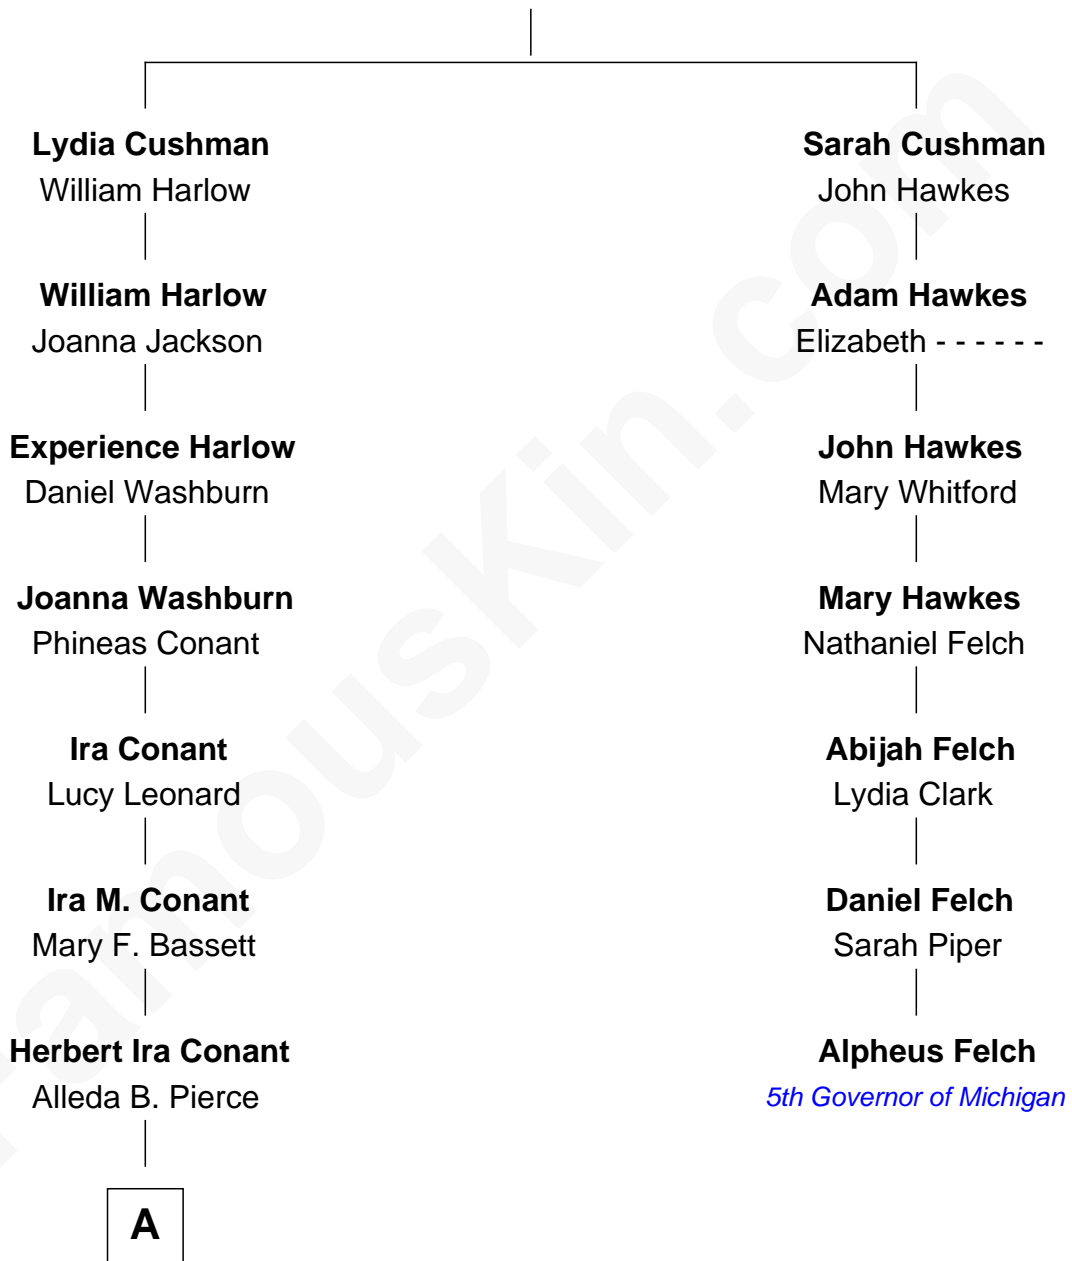 Lydia Cushman
William Harlow
William Harlow
Joanna Jackson
Experience Harlow
Daniel Washburn
Joanna Washburn
Phineas Conant
Ira Conant
Lucy Leonard
Ira M. Conant
Mary F. Bassett
Herbert Ira Conant
Alleda B. Pierce
A
Sarah Cushman
John Hawkes
Adam Hawkes
Elizabeth - - - - - -
John Hawkes
Mary Whitford
Mary Hawkes
Nathaniel Felch
Abijah Felch
Lydia Clark
Daniel Felch
Sarah Piper
Alpheus Felch
5th Governor of Michigan
FamousKin.com